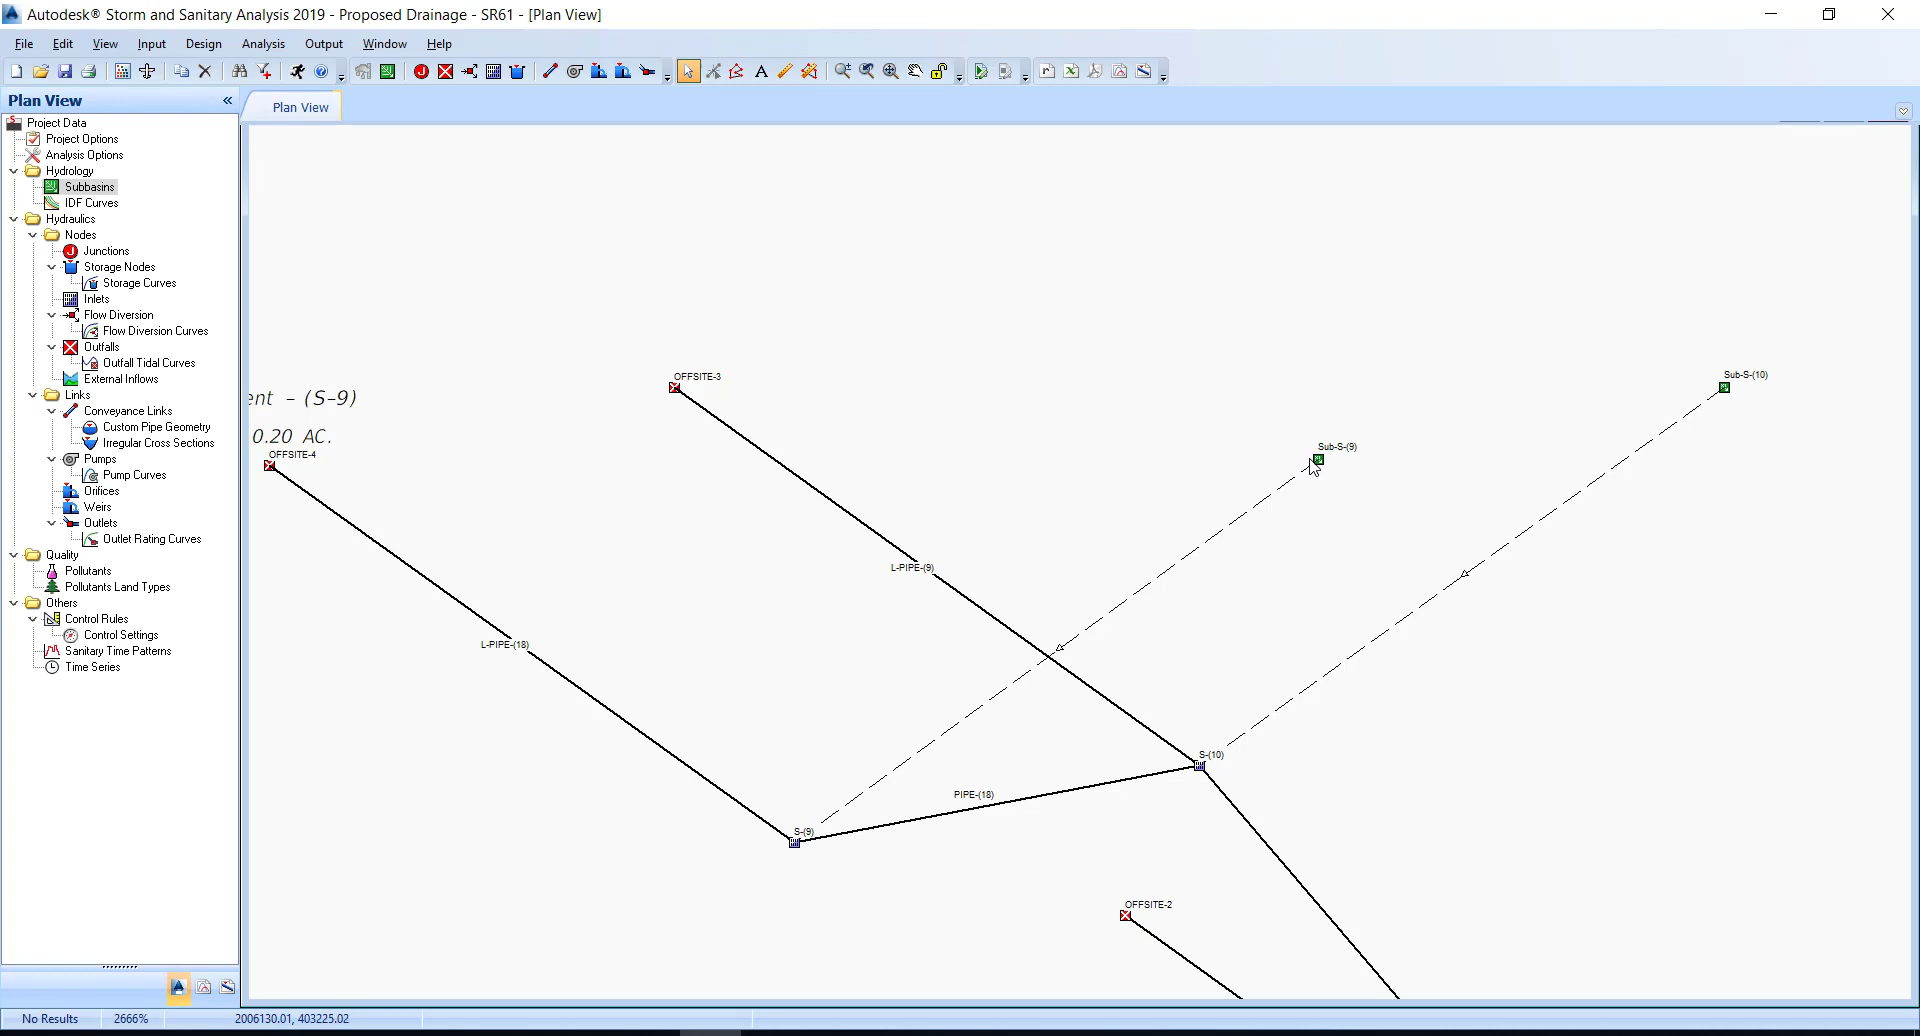 Autodesk® Storm and Sanitary Analysis 2019 - Proposed Drainage - SR61 - [Plan View]
File Edit View Input Design Analysis Output Window Help
Plan View «
Plan View
Project Data
Project Options
Analysis Options
Hydrology
Subbasins
IDF Curves
Hydraulics
Nodes
Junctions
Storage Nodes
Storage Curves
Inlets
Flow Diversion
Flow Diversion Curves
Outfalls
Outfall Tidal Curves
External Inflows
Links
Conveyance Links
Custom Pipe Geometry
Irregular Cross Sections
Pumps
Pump Curves
Orifices
Weirs
Outlets
Outlet Rating Curves
Quality
Pollutants
Pollutants Land Types
Others
Control Rules
Control Settings
Sanitary Time Patterns
Time Series
OFFSITE-3
Sub-S-(10)
ent - (S-9)
0.20 AC.
OFFSITE-4
Sub-S-(9)
L-PIPE-(9)
L-PIPE-(18)
S-(10)
PIPE-(18)
S-(9)
OFFSITE-2
No Results 2666% 2006130.01, 403225.02